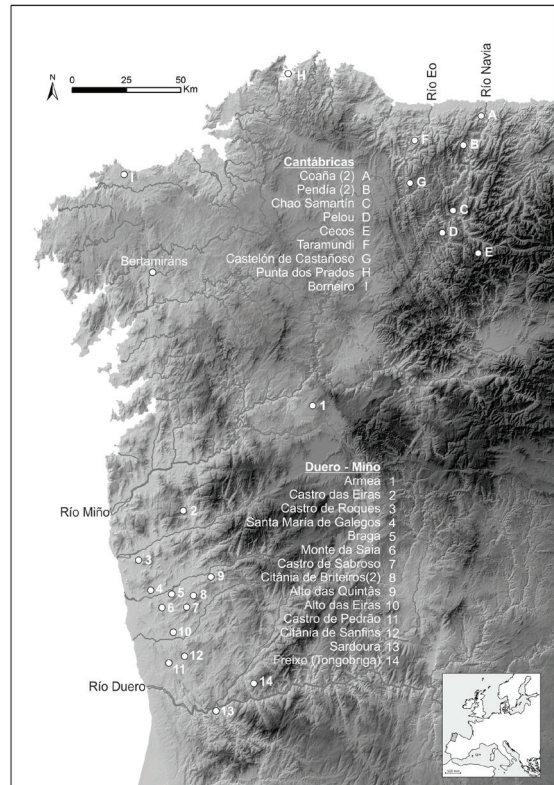 N
0
25
50
Km
Río Eo
Río Navia
H
A
F
B
I
G
C
D
E
Cantábricas
Coaña (2) A
Pendía (2) B
Chao Samartín C
Pelou D
Cecos E
Taramundi F
Castelón de Castañoso G
Punta dos Prados H
Borneiro I
Bertamiráns
1
Duero - Miño
Armea 1
Castro das Eiras 2
Castro de Roques 3
Santa María de Galegos 4
Braga 5
Monte da Saia 6
Castro de Sabroso 7
Citânia de Briteiros(2) 8
Alto das Quintãs 9
Alto das Eiras 10
Castro de Pedrão 11
Citânia de Sanfins 12
Sardoura 13
Freixo (Tongobriga) 14
Río Miño
2
3
9
4
5
8
6
7
10
12
11
Río Duero
14
13